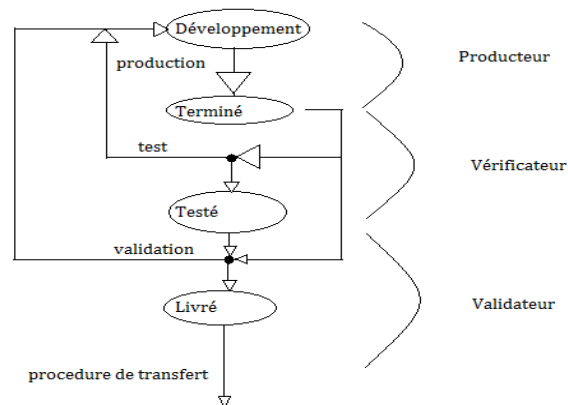 Développement
Producteur
production
Terminé
test
Vérificateur
Testé
validation
Livré
Validateur
procedure de transfert